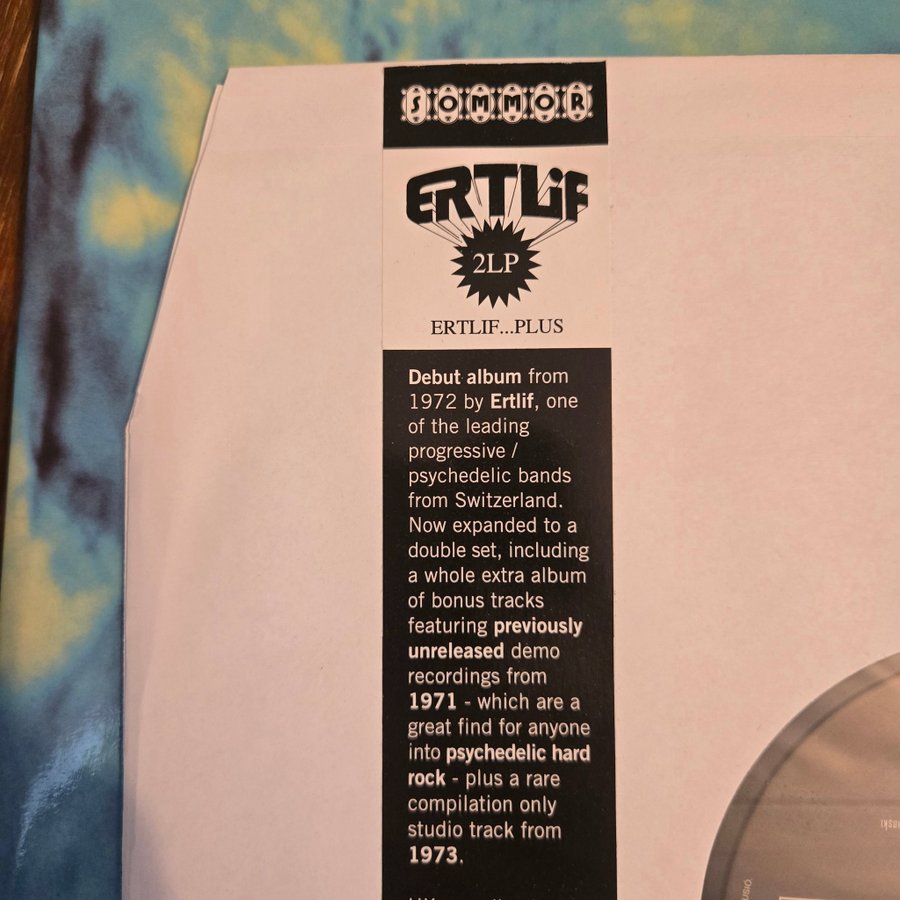 SOMMOR
ERTLiF
2LP
ERTLIF...PLUS
Debut album from
1972 by Ertlif, one
of the leading
progressive /
psychedelic bands
from Switzerland.
Now expanded to a
double set, including
a whole extra album
of bonus tracks
featuring previously
unreleased demo
recordings from
1971 - which are a
great find for anyone
into psychedelic hard
rock - plus a rare
compilation only
studio track from
1973.